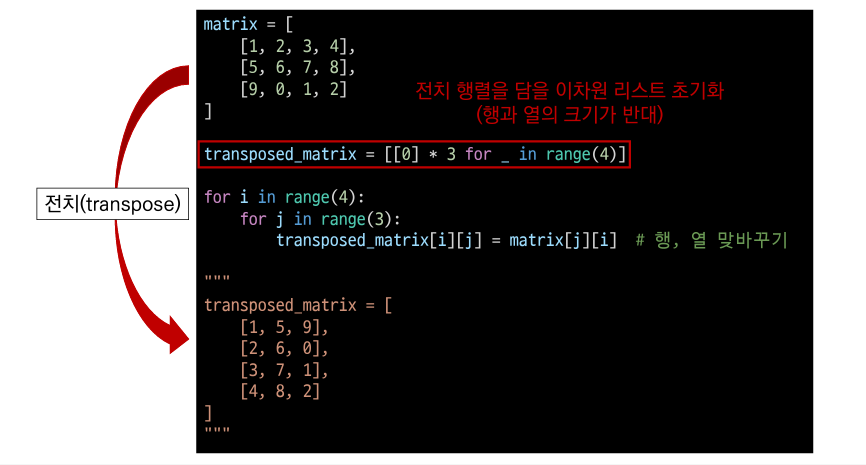 matrix = [
    [1, 2, 3, 4],
    [5, 6, 7, 8],
    [9, 0, 1, 2]
]
전치 행렬을 담을 이차원 리스트 초기화
(행과 열의 크기가 반대)
transposed_matrix = [[0] * 3 for _ in range(4)]
전치(transpose)
for i in range(4):
    for j in range(3):
        transposed_matrix[i][j] = matrix[j][i]  # 행, 열 맞바꾸기
"""
transposed_matrix = [
    [1, 5, 9],
    [2, 6, 0],
    [3, 7, 1],
    [4, 8, 2]
]
"""